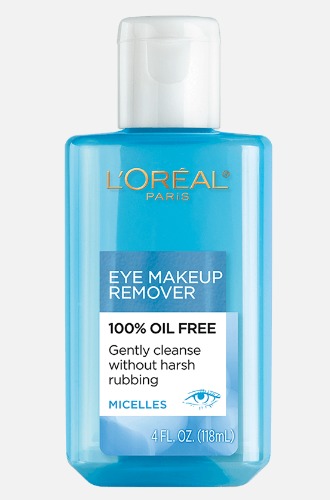 L'ORÉAL
PARIS
EYE MAKEUP
REMOVER
100% OIL FREE
Gently cleanse
without harsh
rubbing
MICELLES
4 FL. OZ. (118mL)